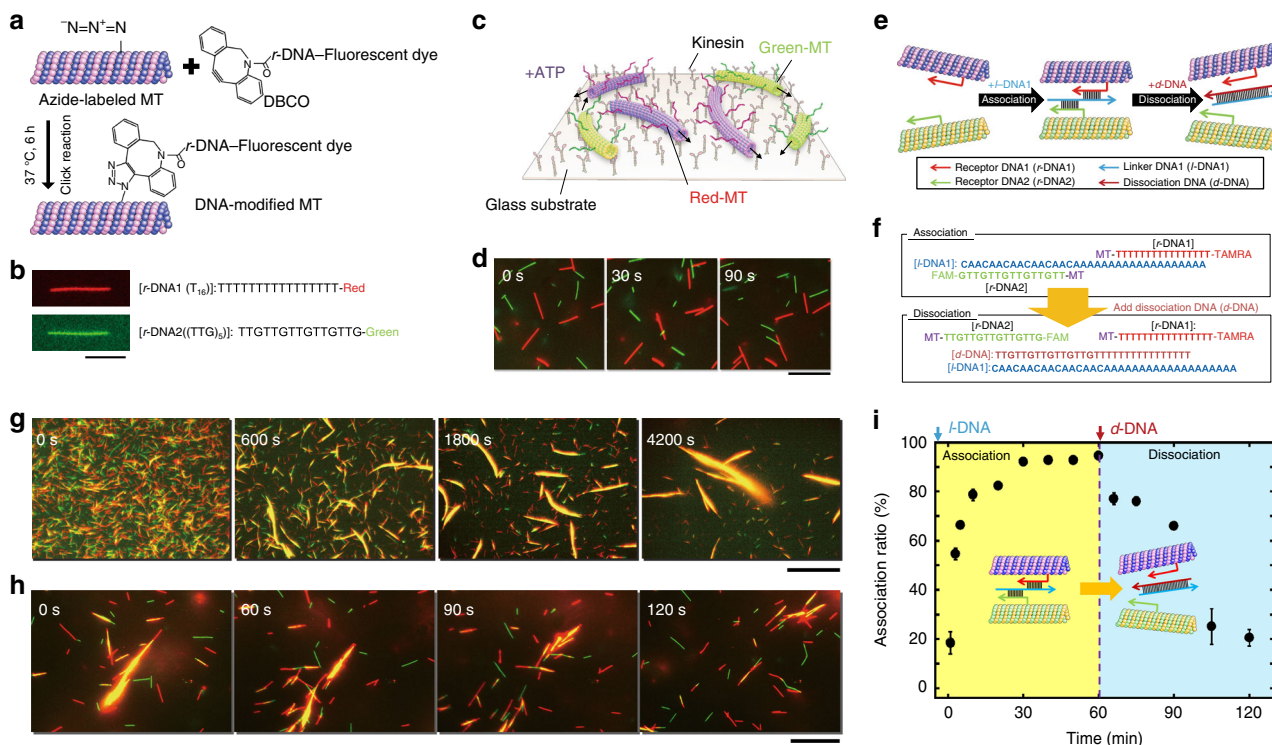 a
⁻N=N⁺=N
r-DNA–Fluorescent dye
N
O
DBCO
Azide-labeled MT
37 °C, 6 h
Click reaction
r-DNA–Fluorescent dye
N
O
N
N
N
DNA-modified MT
b
[r-DNA1 (T₁₆)]:TTTTTTTTTTTTTTTT-Red
[r-DNA2((TTG)₅)]: TTGTTGTTGTTGTTG-Green
c
Kinesin
+ATP
Green-MT
Glass substrate
Red-MT
d
0 s
30 s
90 s
e
+l-DNA1
Association
+d-DNA
Dissociation
Receptor DNA1 (r-DNA1)
Linker DNA1 (l-DNA1)
Receptor DNA2 (r-DNA2)
Dissociation DNA (d-DNA)
f
Association
[r-DNA1]
MT-TTTTTTTTTTTTTTTT-TAMRA
[l-DNA1]: CAACAACAACAACAACAAAAAAAAAAAAAAAAAAA
FAM-GTTGTTGTTGTTGTT-MT
[r-DNA2]
Add dissociation DNA (d-DNA)
Dissociation
[r-DNA2]
[r-DNA1]:
MT-TTGTTGTTGTTGTTG-FAM
MT-TTTTTTTTTTTTTTTT-TAMRA
[d-DNA]:TTGTTGTTGTTGTTGTTTTTTTTTTTTTTTT
[l-DNA1]:CAACAACAACAACAACAAAAAAAAAAAAAAAAAAA
g
0 s
600 s
1800 s
4200 s
h
0 s
60 s
90 s
120 s
i
l-DNA
d-DNA
Association
Dissociation
Association ratio (%)
100
80
60
40
20
0
0
30
60
90
120
Time (min)